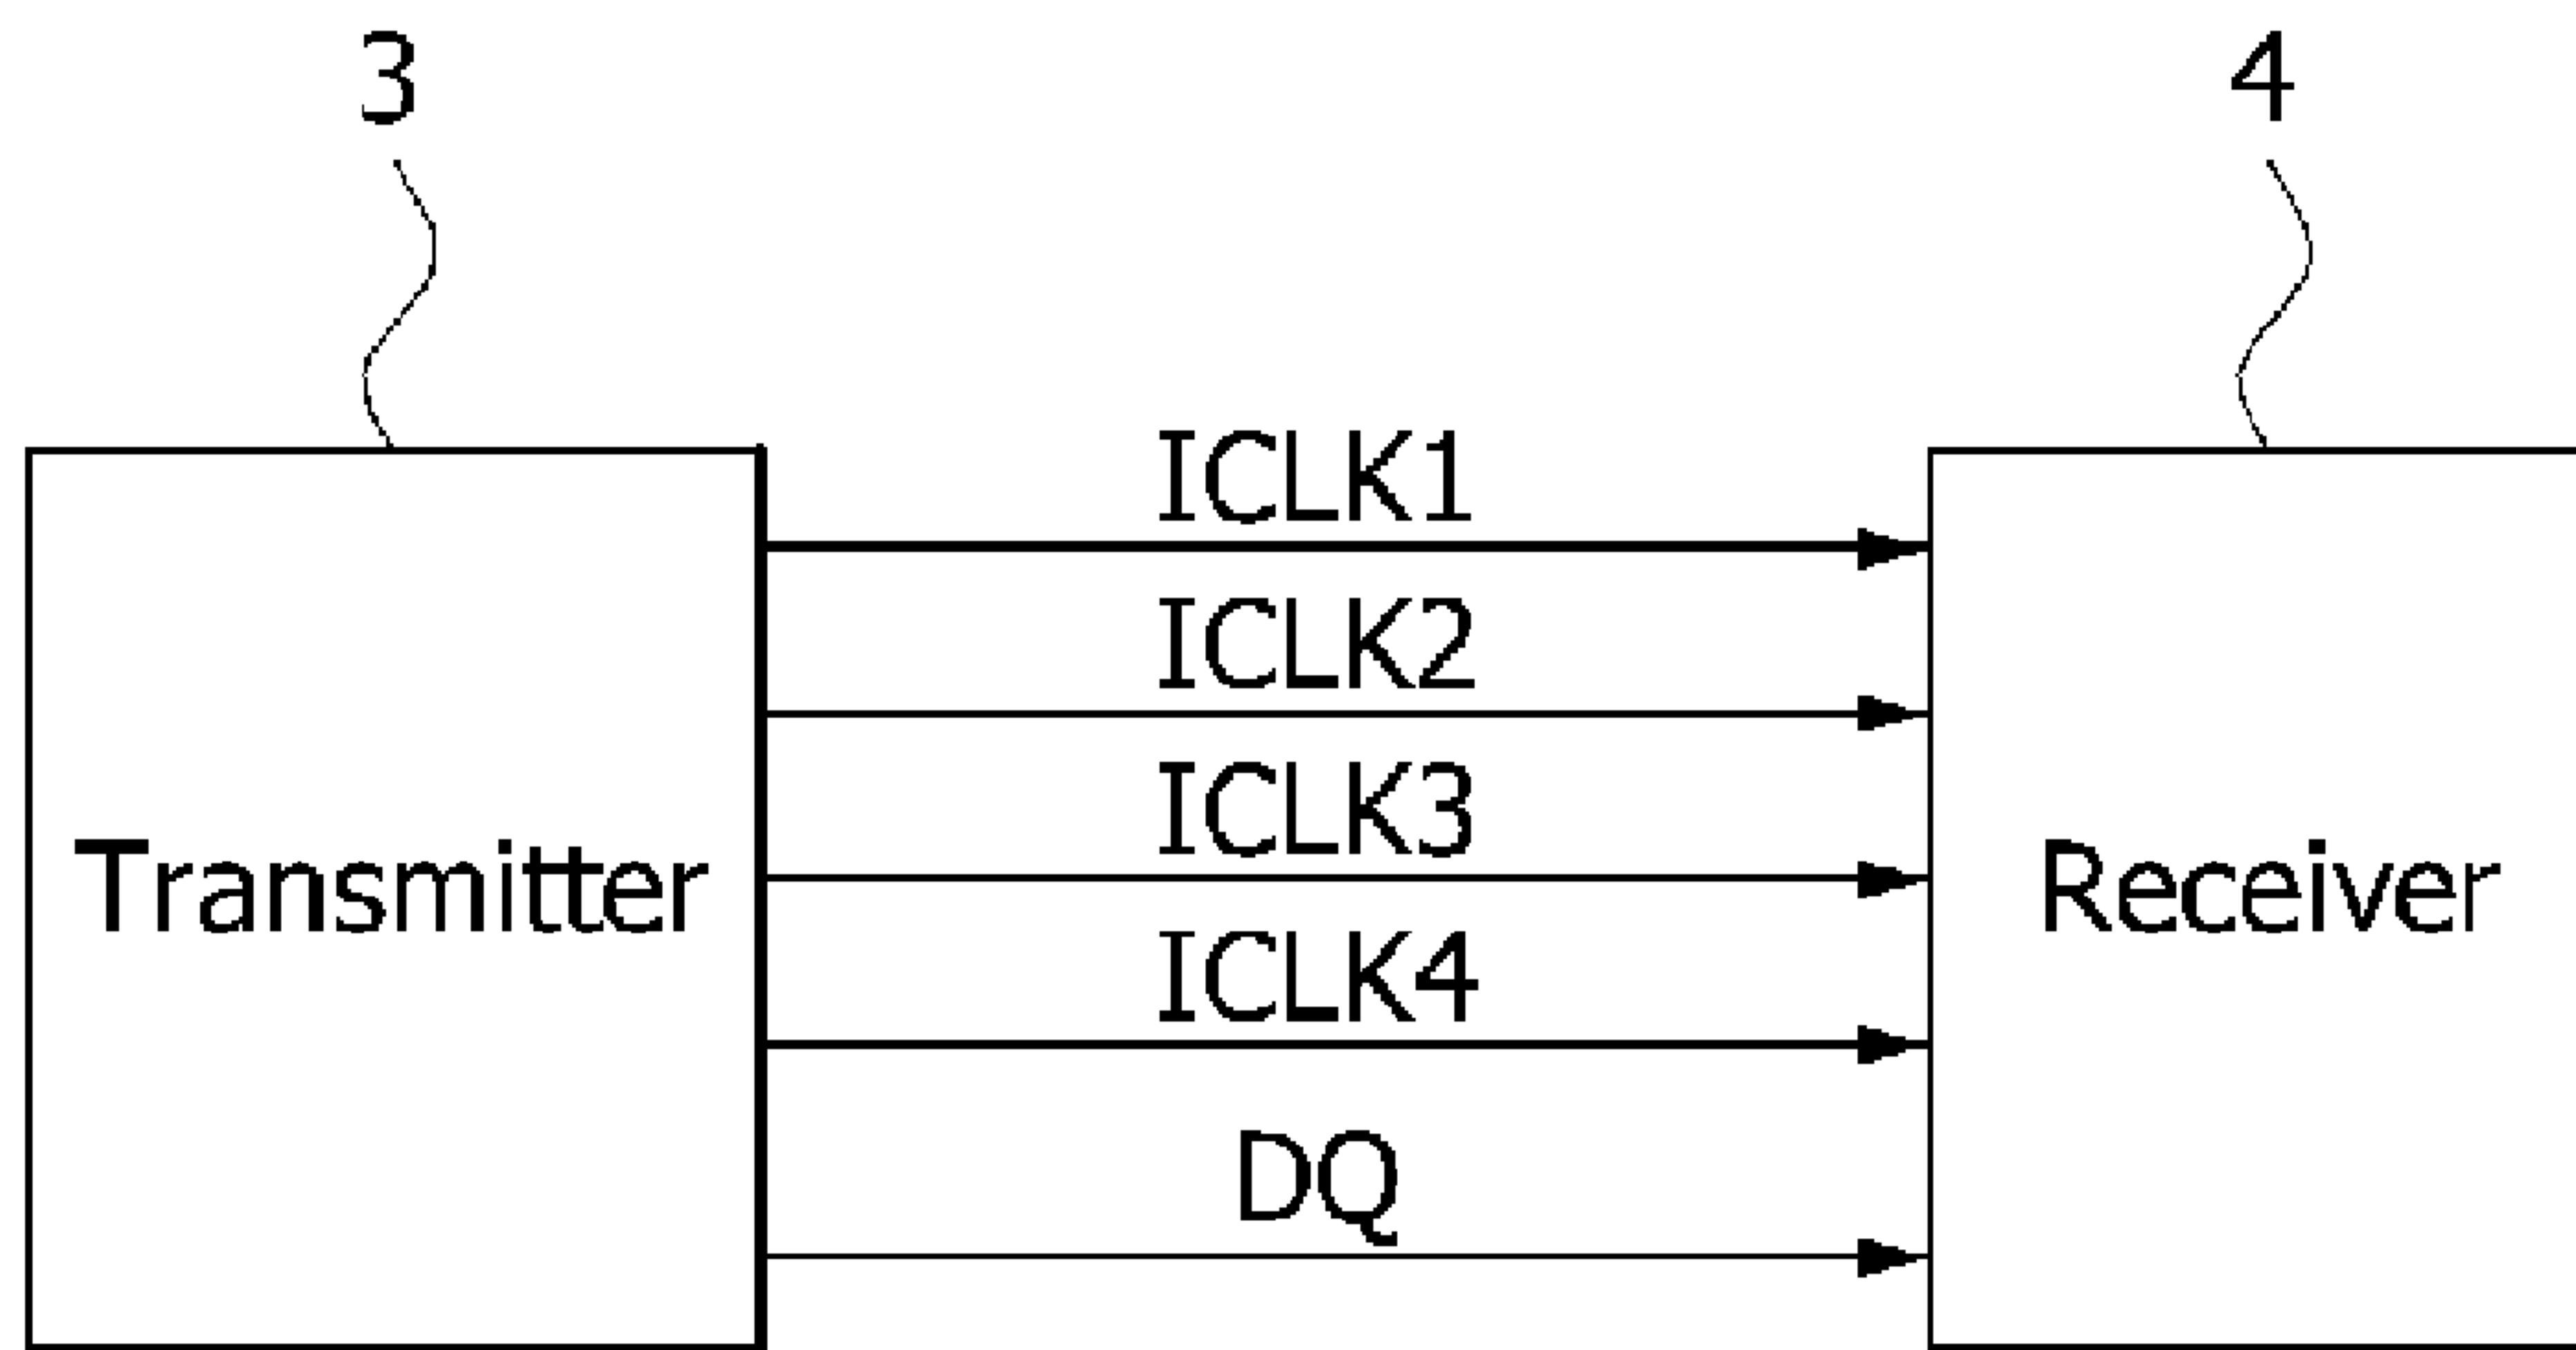 3
4
ICLK1
ICLK2
ICLK3
Transmitter
Receiver
ICLK4
DQ